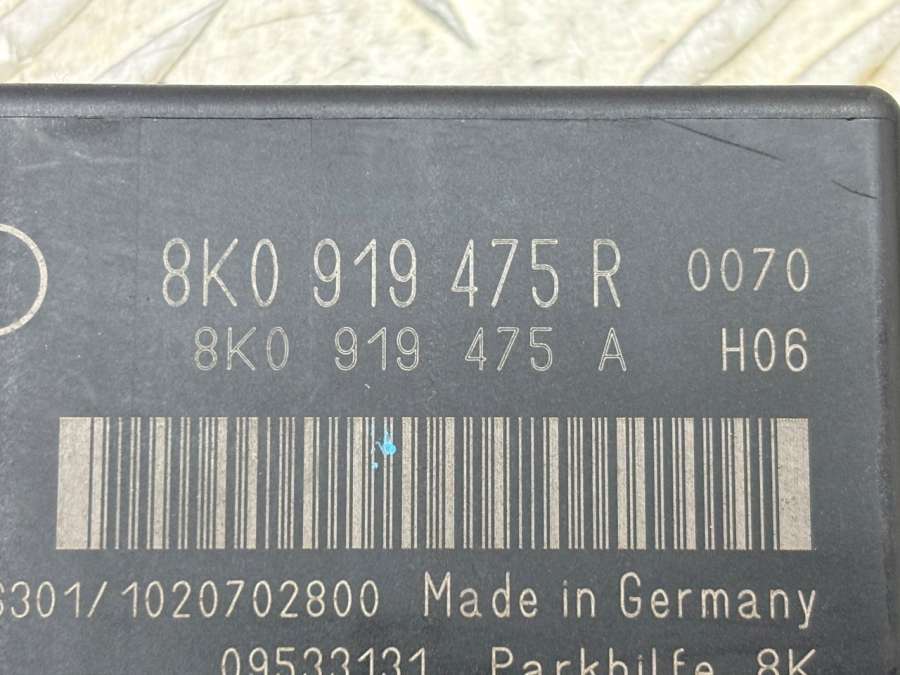 8K0 919 475 R 0070
8K0 919 475 A H06
6301/1020702800 Made in Germany
09533131 Parkhilfe 8K